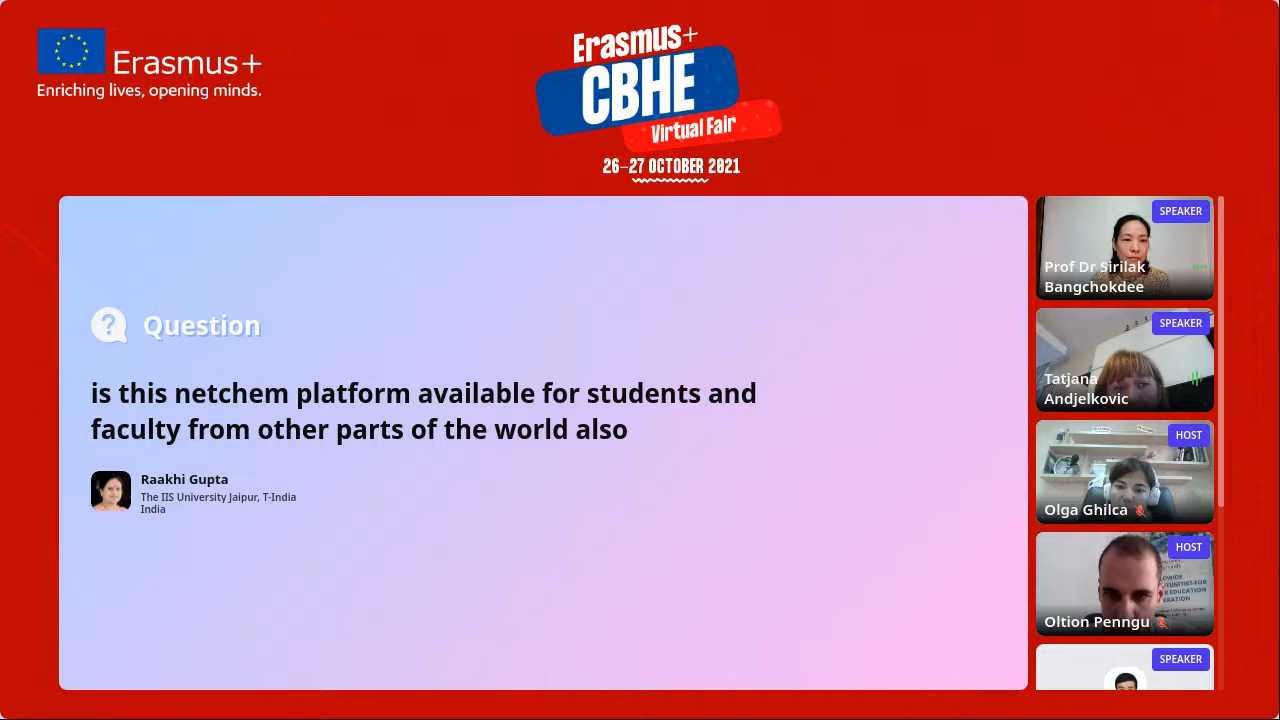 Erasmus+
Enriching lives, opening minds.
Erasmus+
CBHE
Virtual Fair
26-27 OCTOBER 2021
Question
is this netchem platform available for students and
faculty from other parts of the world also
Raakhi Gupta
The IIS University Jaipur, T-India
India
SPEAKER
Prof Dr Sirilak
Bangchokdee
SPEAKER
Tatjana
Andjelkovic
HOST
Olga Ghilca
HOST
Oltion Penngu
SPEAKER